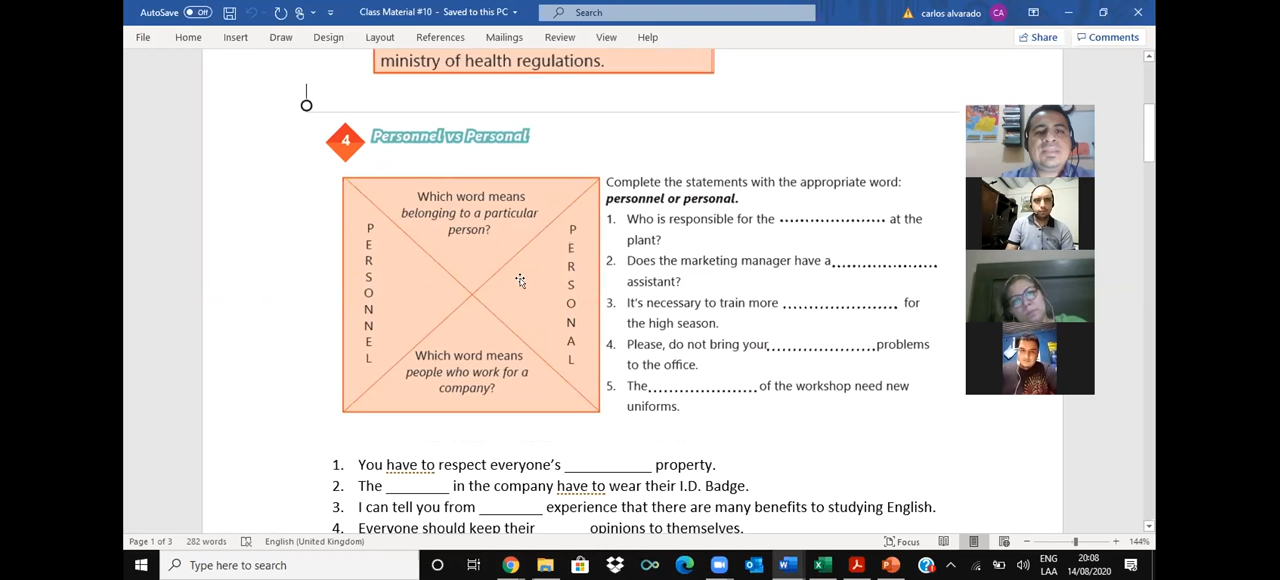 AutoSave Off Class Material #10 - Saved to this PC Search carlos alvarado CA
File Home Insert Draw Design Layout References Mailings Review View Help Share Comments
ministry of health regulations.
4 Personnel vs Personal
Which word means
belonging to a particular
person?
PERSONNEL
PERSONAL
Which word means
people who work for a
company?
Complete the statements with the appropriate word:
personnel or personal.
1. Who is responsible for the ..................... at the
plant?
2. Does the marketing manager have a.....................
assistant?
3. It's necessary to train more ...................... for
the high season.
4. Please, do not bring your.....................problems
to the office.
5. The..................... of the workshop need new
uniforms.
1. You have to respect everyone's ___________ property.
2. The ________ in the company have to wear their I.D. Badge.
3. I can tell you from ________ experience that there are many benefits to studying English.
4. Everyone should keep their _______ opinions to themselves.
Page 1 of 3 282 words English (United Kingdom) Focus 144%
Type here to search ENG 20:08
LAA 14/08/2020